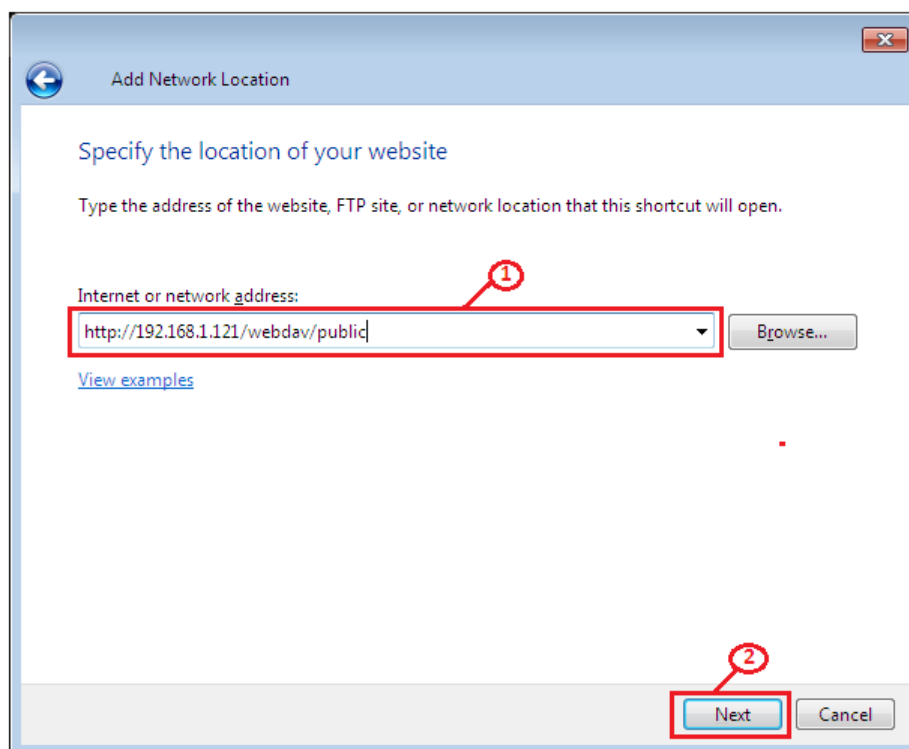 Add Network Location
Specify the location of your website
Type the address of the website, FTP site, or network location that this shortcut will open.
1
Internet or network address:
http://192.168.1.121/webdav/public
Browse...
View examples
2
Next
Cancel